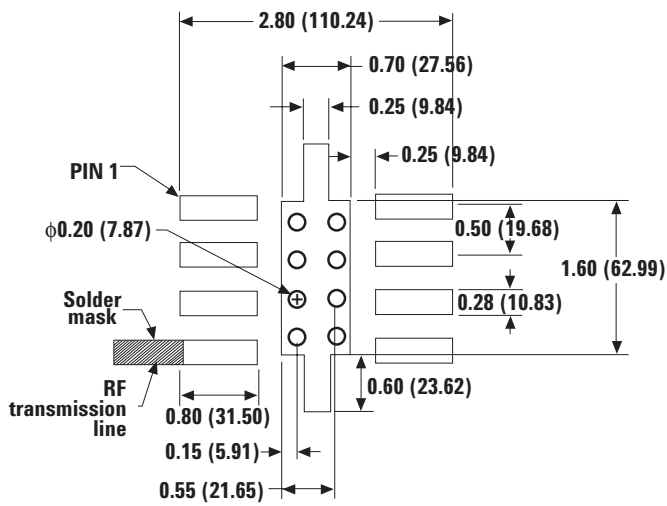 2.80 (110.24)
0.70 (27.56)
0.25 (9.84)
0.25 (9.84)
PIN 1
0.50 (19.68)
ϕ0.20 (7.87)
1.60 (62.99)
0.28 (10.83)
Solder
mask
RF
transmission
line
0.60 (23.62)
0.80 (31.50)
0.15 (5.91)
0.55 (21.65)